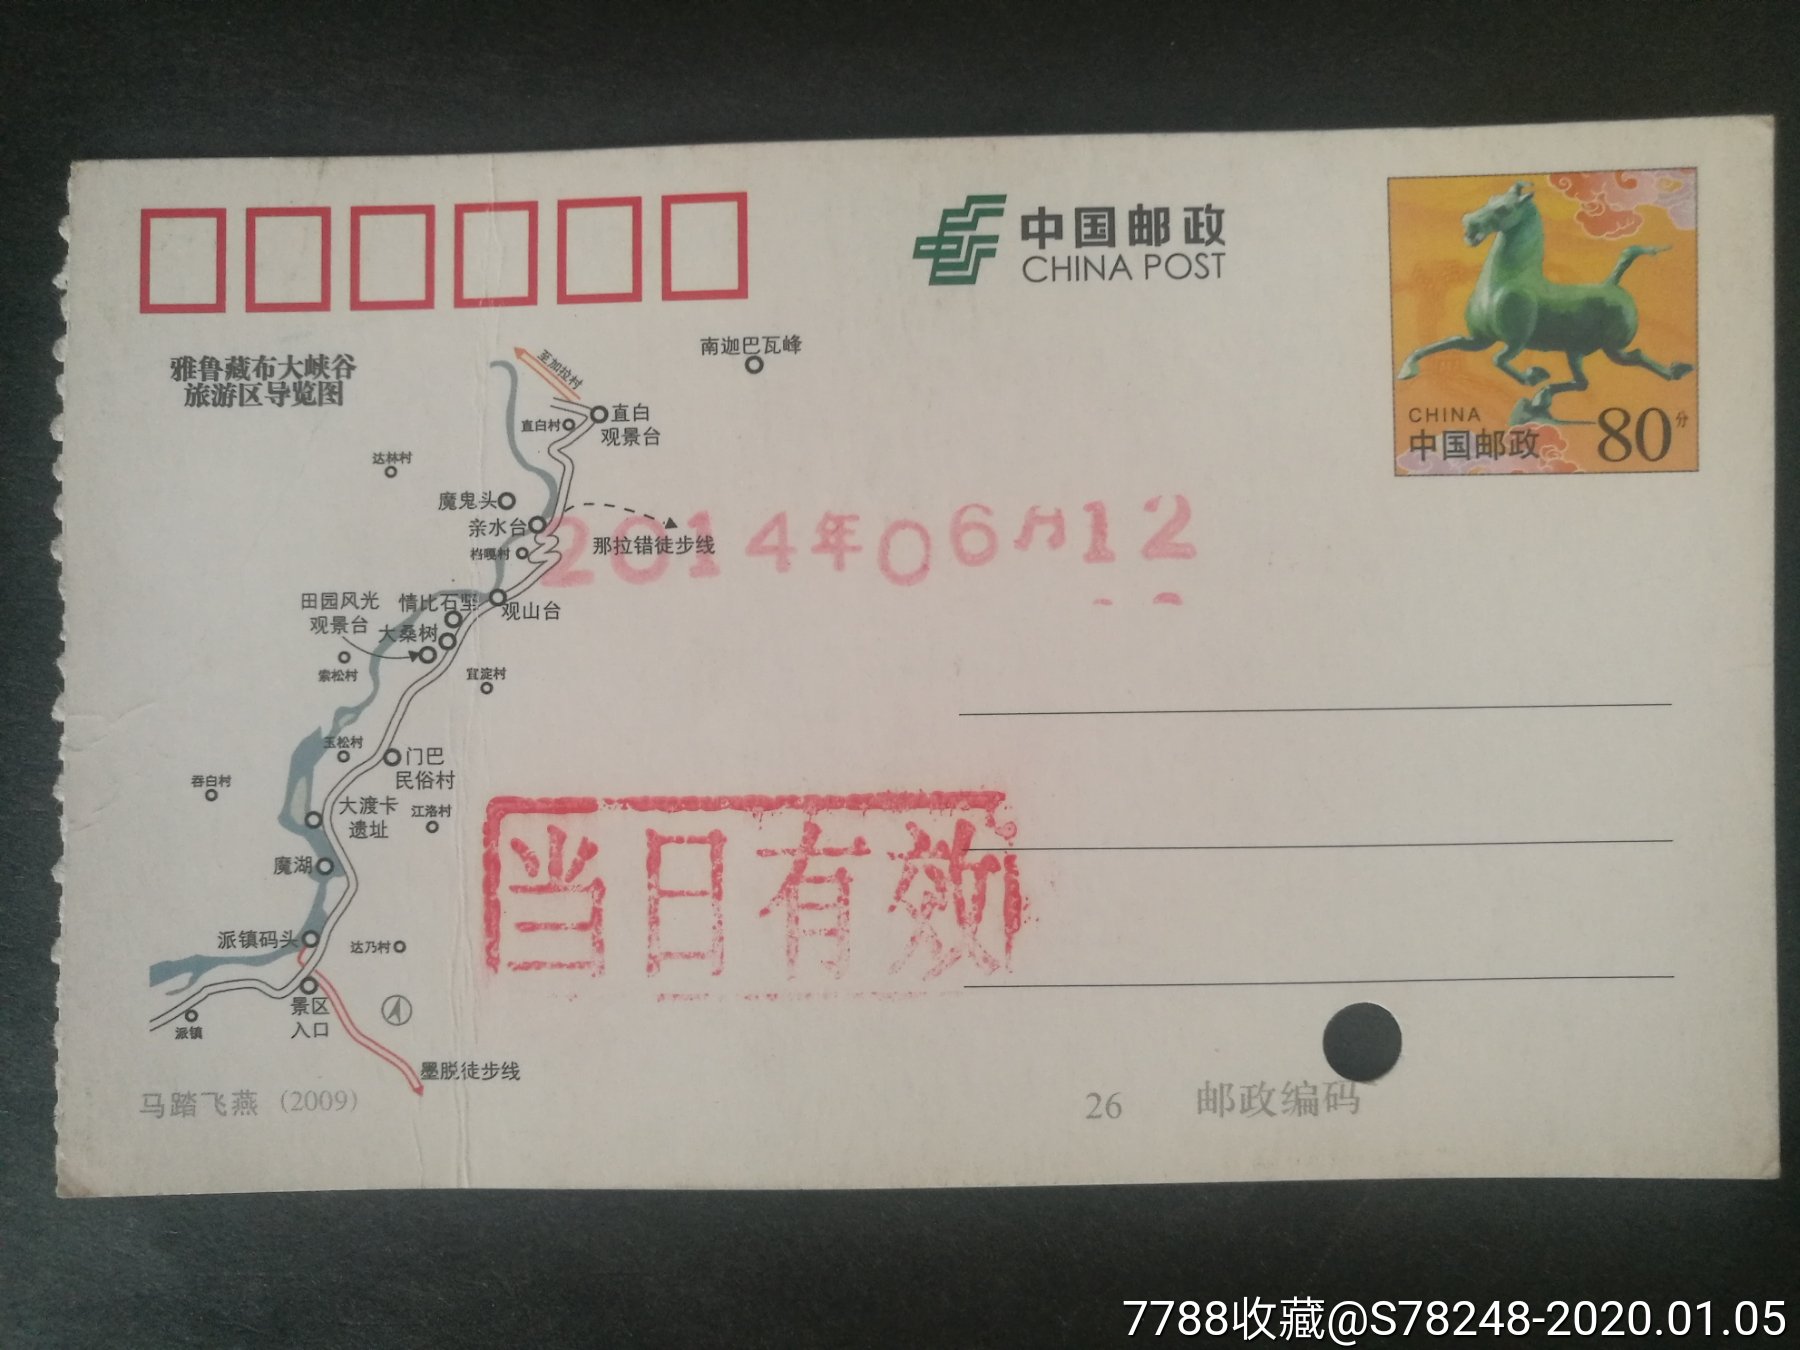 中国邮政
CHINA POST
CHINA
中国邮政
80分
雅鲁藏布大峡谷
旅游区导览图
至加拉村
南迦巴瓦峰
直白
观景台
直白村
达林村
魔鬼头
亲水台
档嘎村
那拉错徒步线
2014年06月12
田园风光
观景台
情比石坚
观山台
大桑树
索松村
宜淀村
玉松村
门巴
民俗村
吞白村
大渡卡
遗址
江洛村
魔湖
当日有效
派镇码头
达乃村
景区
入口
派镇
墨脱徒步线
马踏飞燕 (2009)
26
邮政编码
7788收藏@S78248-2020.01.05